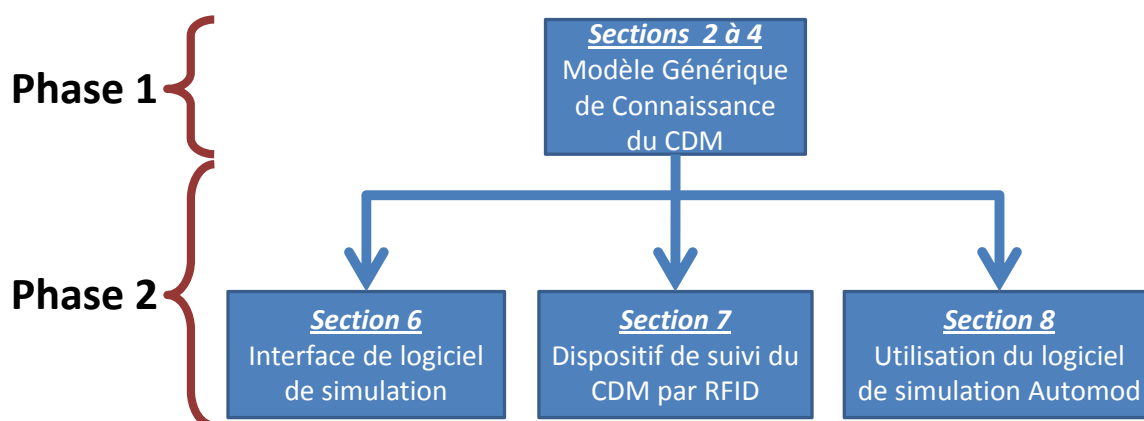 Phase 1
Sections 2 à 4
Modèle Générique
de Connaissance
du CDM
Phase 2
Section 6
Interface de logiciel
de simulation
Section 7
Dispositif de suivi du
CDM par RFID
Section 8
Utilisation du logiciel
de simulation Automod